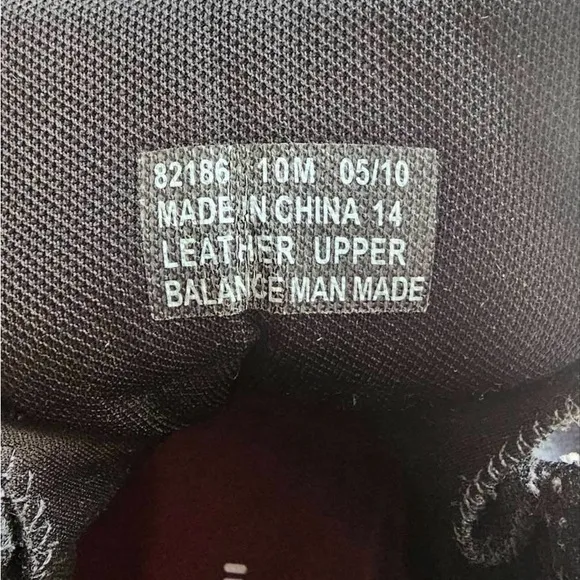 82186 10M 05/10
MADE IN CHINA 14
LEATHER UPPER
BALANCE MAN MADE